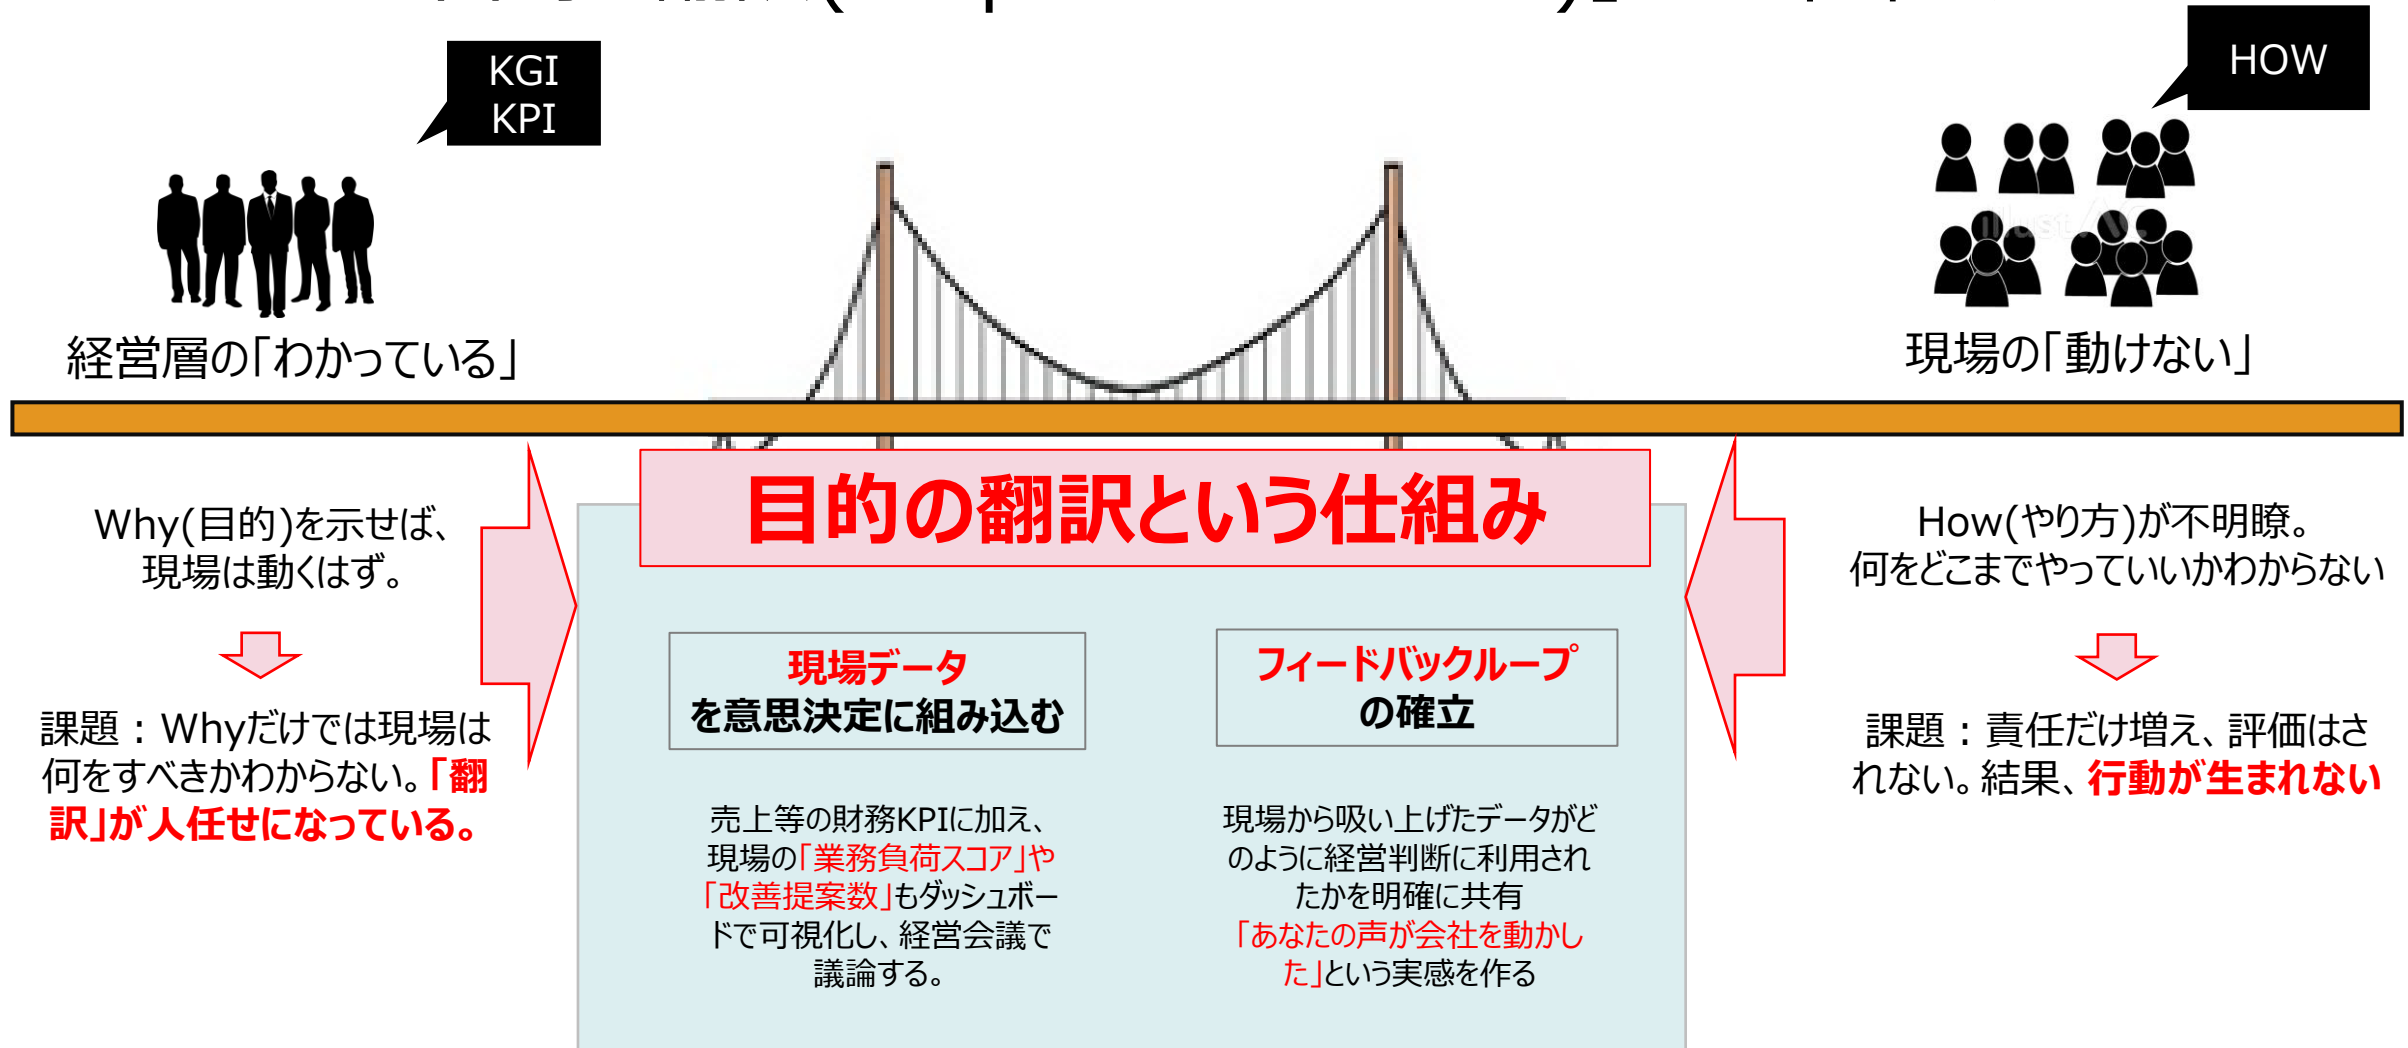 KGI
KPI
HOW
illust AC
経営層の「わかっている」
現場の「動けない」
目的の翻訳という仕組み
Why(目的)を示せば、
現場は動くはず。
課題：Whyだけでは現場は
何をすべきかわからない。「翻
訳」が人任せになっている。
現場データ
を意思決定に組み込む
売上等の財務KPIに加え、
現場の「業務負荷スコア」や
「改善提案数」もダッシュボー
ドで可視化し、経営会議で
議論する。
フィードバックループ
の確立
現場から吸い上げたデータがど
のように経営判断に利用され
たかを明確に共有
「あなたの声が会社を動かし
た」という実感を作る
How(やり方)が不明瞭。
何をどこまでやっていいかわからない
課題：責任だけ増え、評価はさ
れない。結果、行動が生まれない